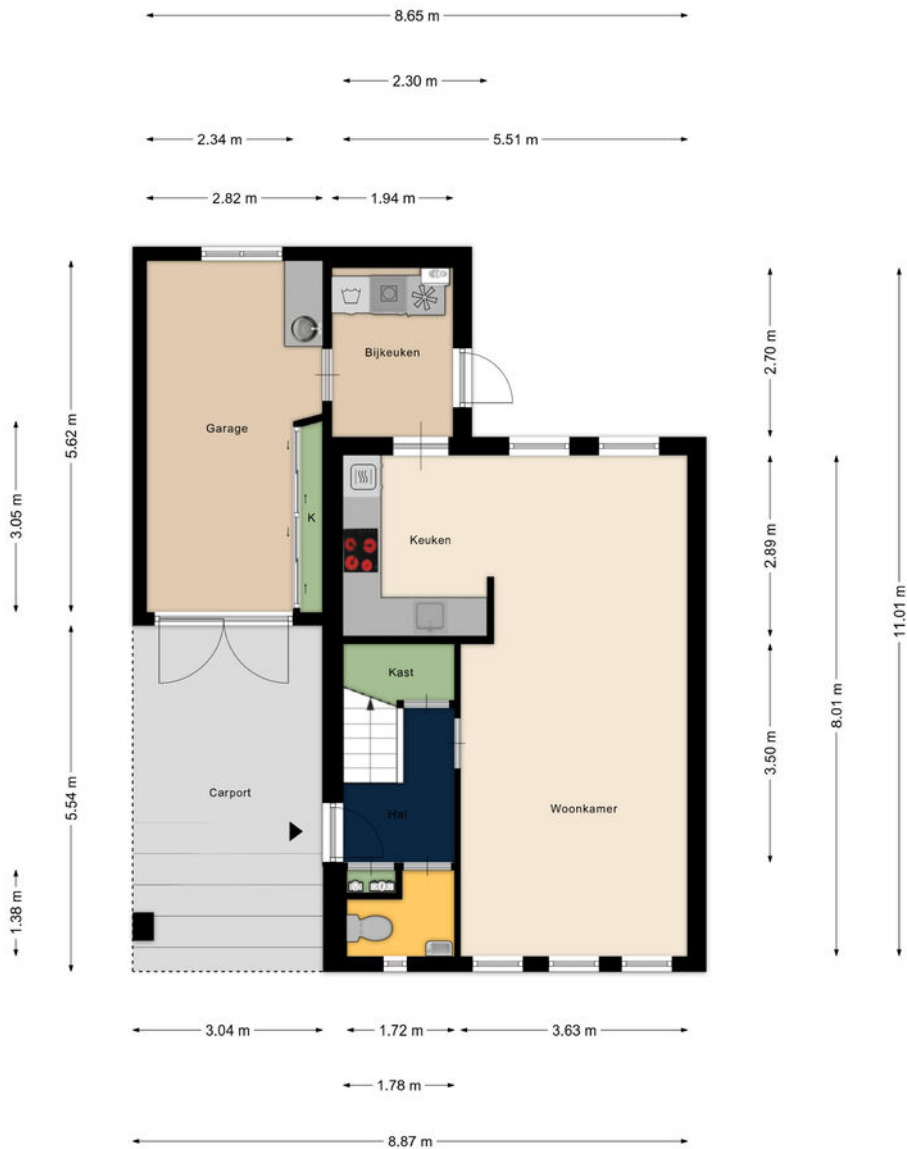 8.65 m
2.30 m
2.34 m
5.51 m
2.82 m
1.94 m
Bijkeuken
2.70 m
Garage
5.62 m
3.05 m
K
Keuken
2.89 m
11.01 m
Kast
3.50 m
8.01 m
Carport
Hal
Woonkamer
5.54 m
1.38 m
3.04 m
1.72 m
3.63 m
1.78 m
8.87 m